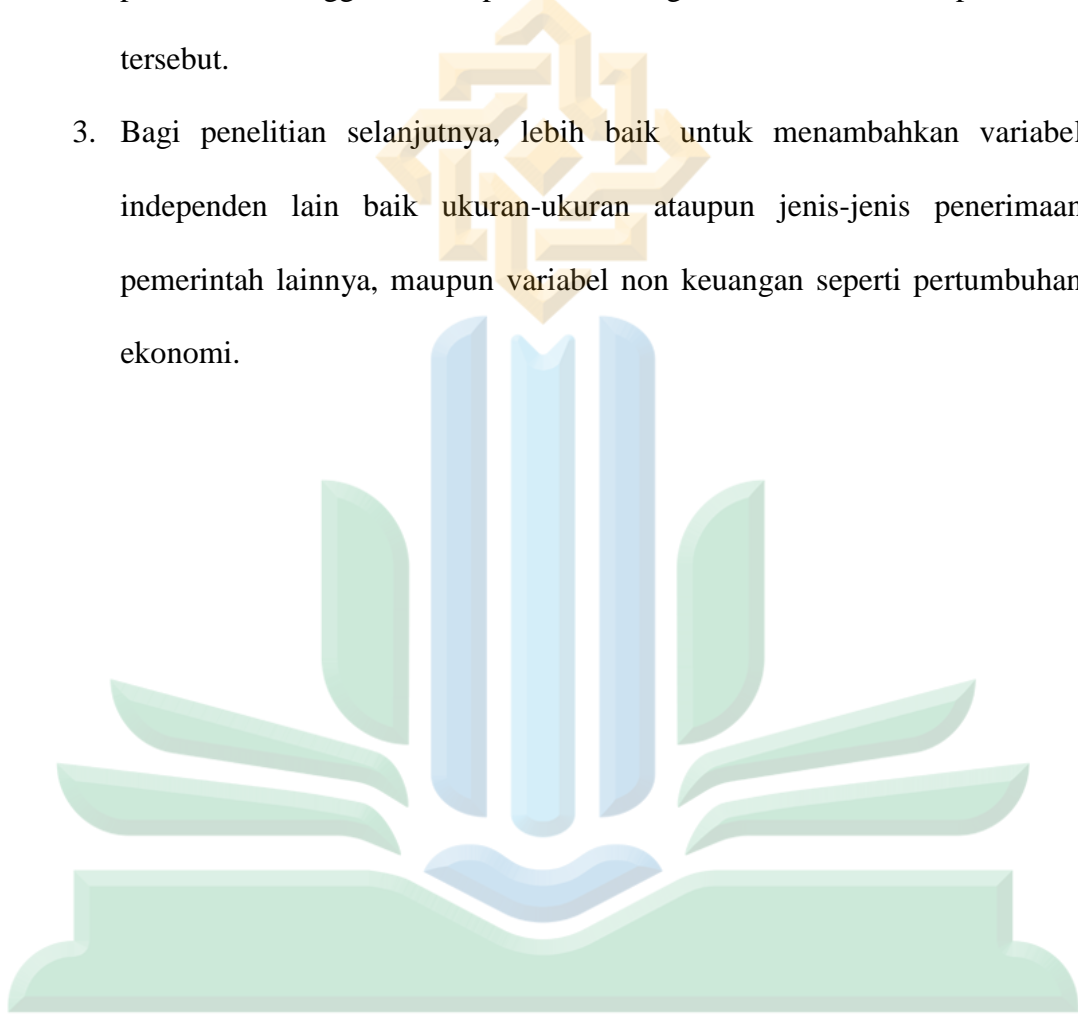 tersebut.
3. Bagi penelitian selanjutnya, lebih baik untuk menambahkan variabel
independen lain baik ukuran-ukuran ataupun jenis-jenis penerimaan
pemerintah lainnya, maupun variabel non keuangan seperti pertumbuhan
ekonomi.